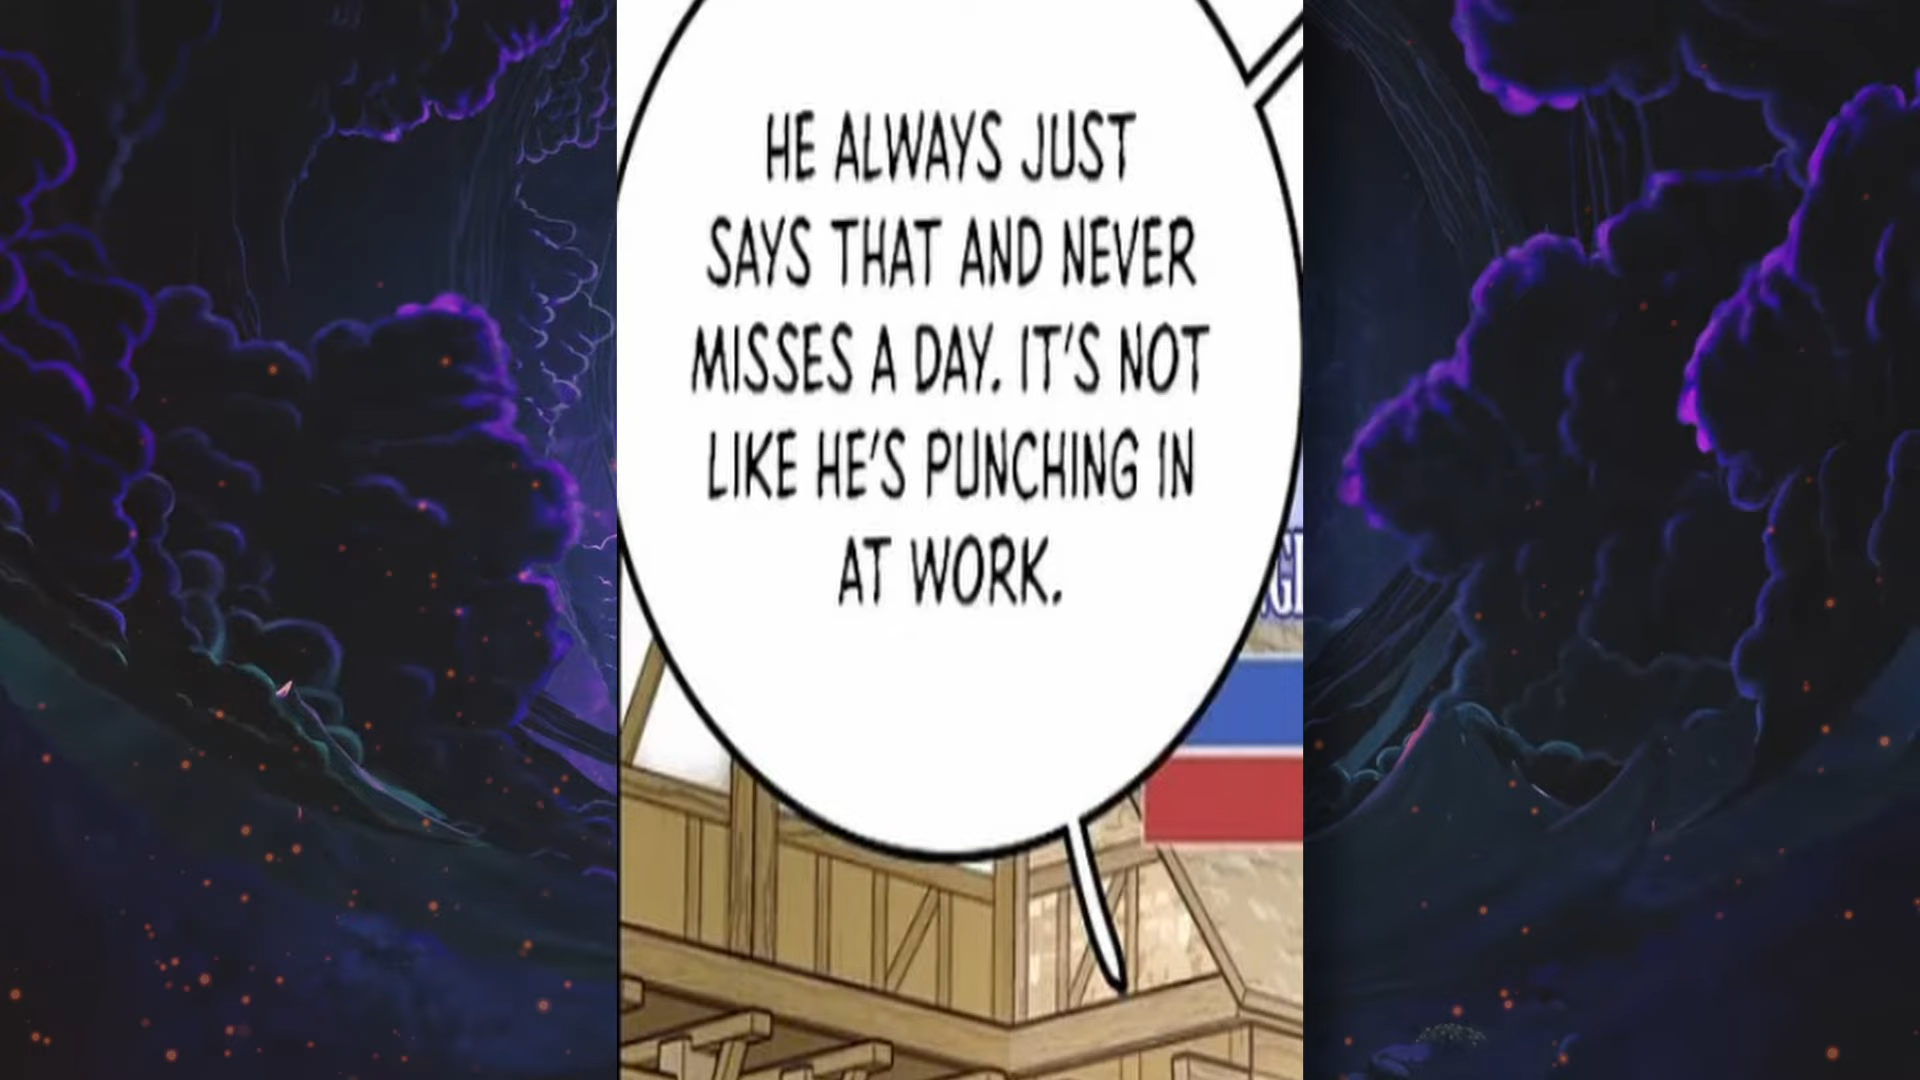 HE ALWAYS JUST
SAYS THAT AND NEVER
MISSES A DAY. IT'S NOT
LIKE HE'S PUNCHING IN
AT WORK.